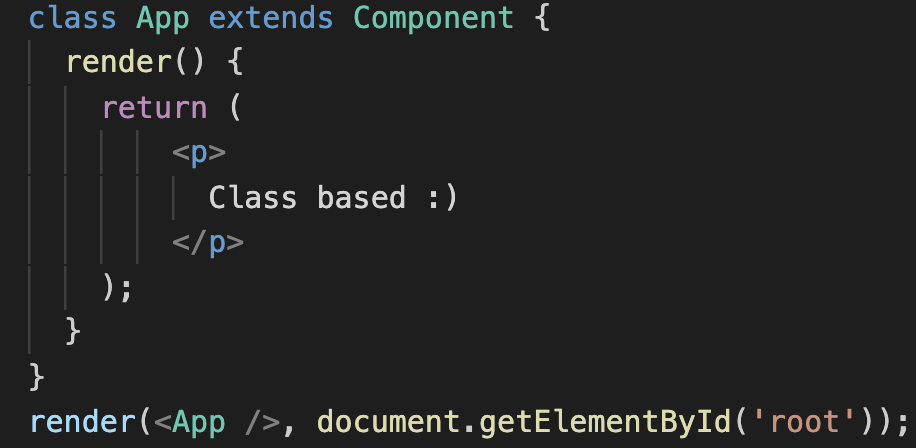 class App extends Component {
render() {
return (
<p>
Class based :)
</p>
);
}
}
render(<App />, document.getElementById('root'));